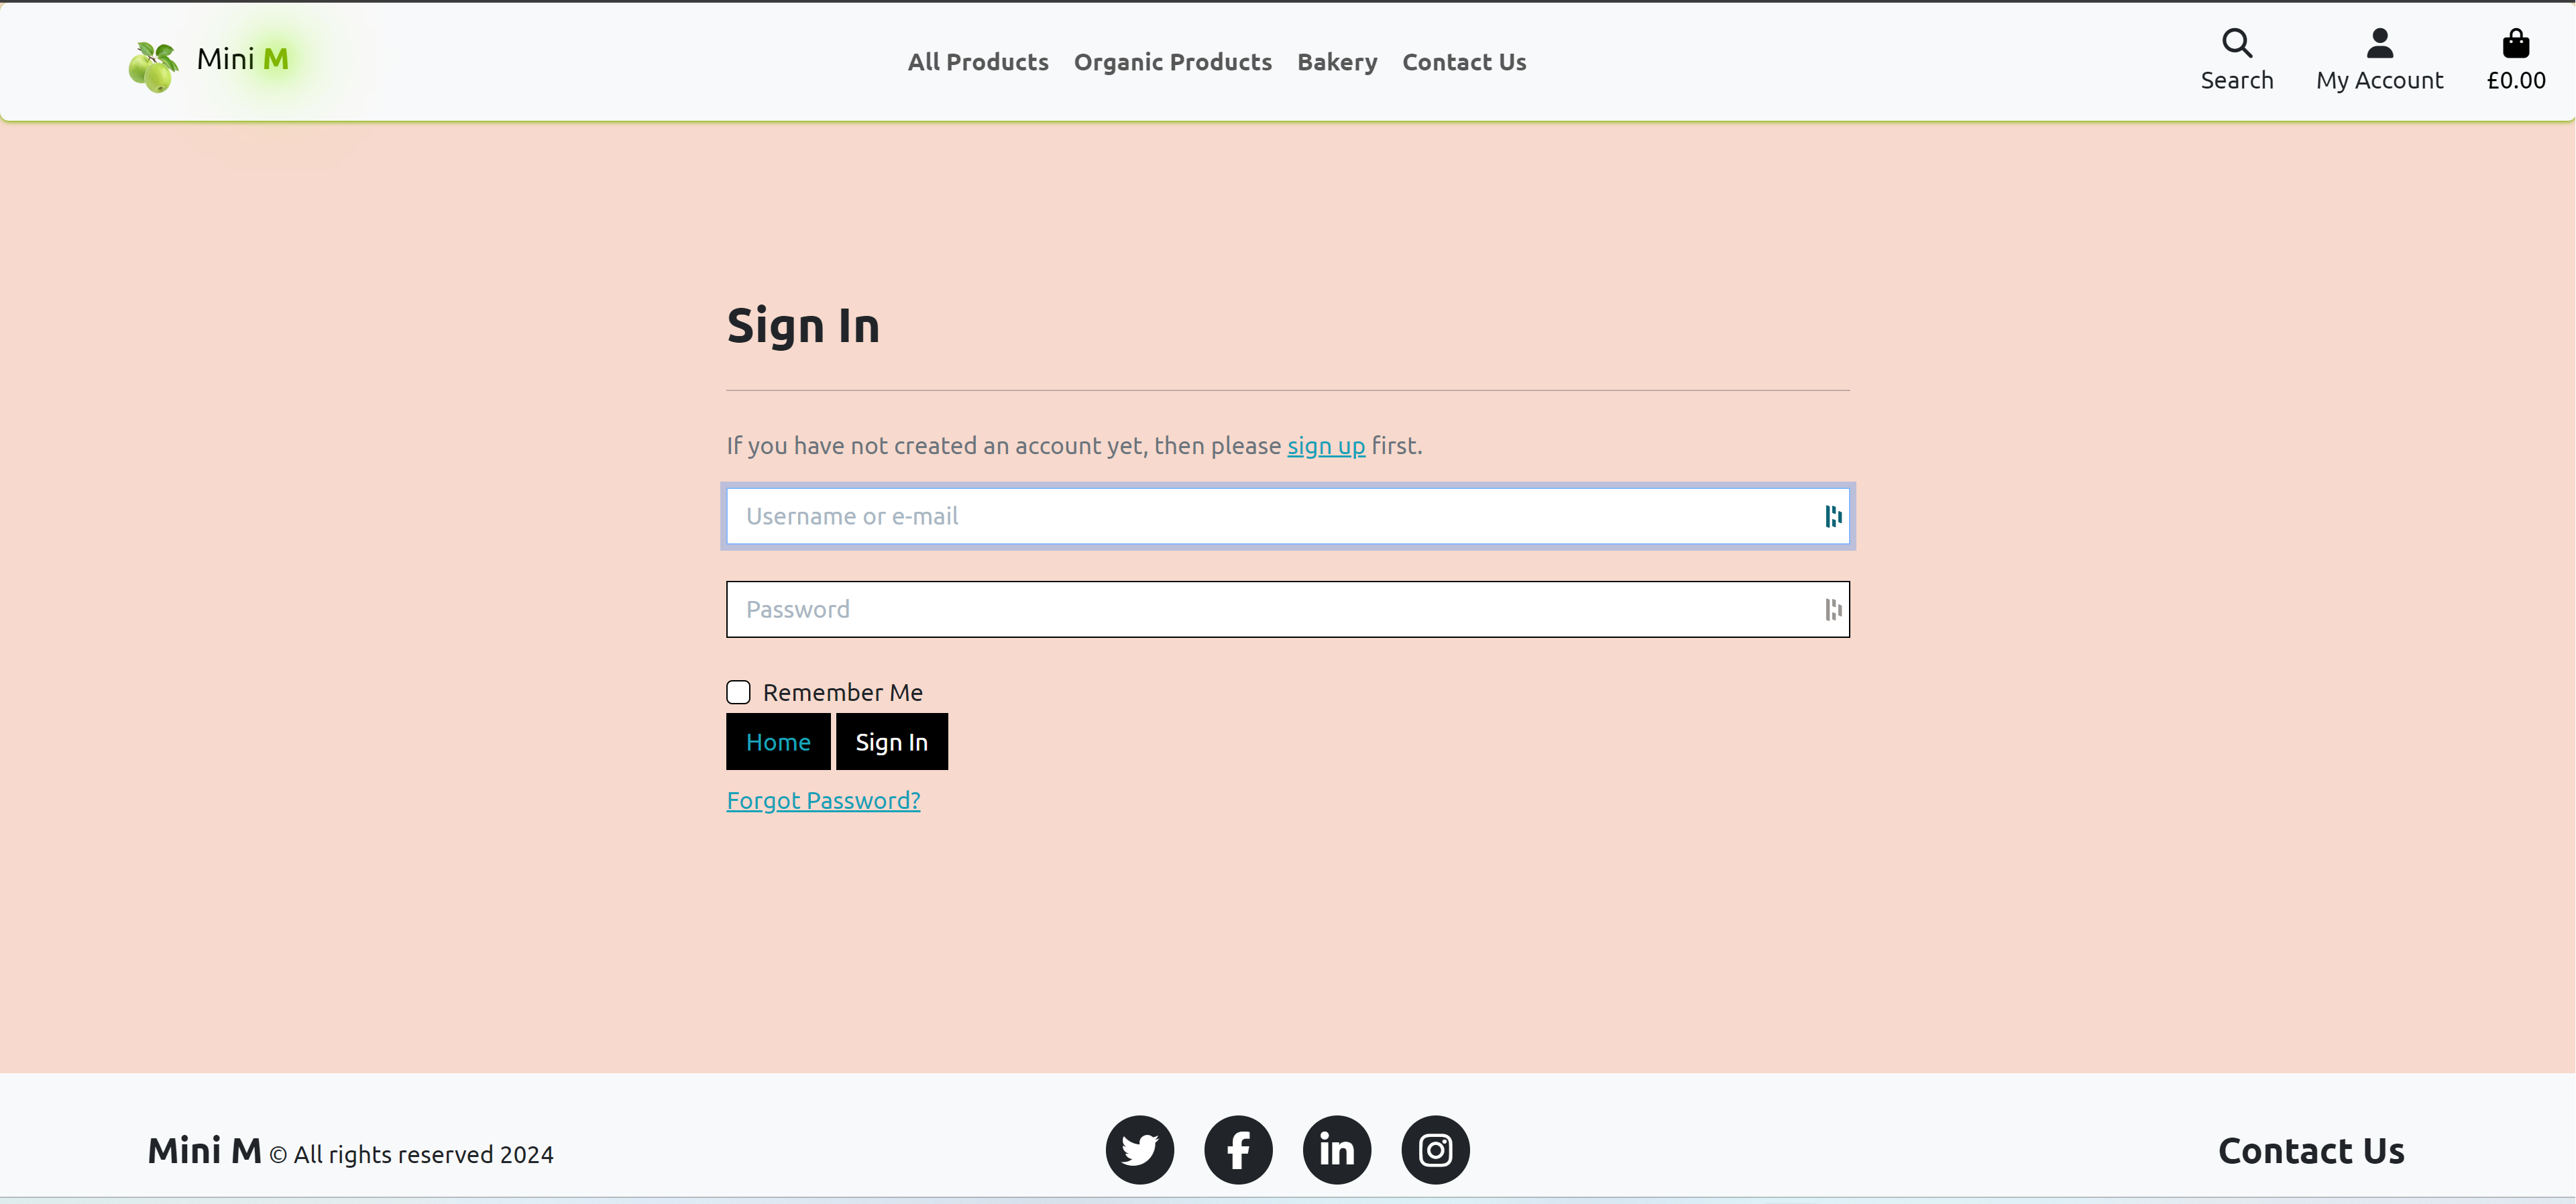 Mini M
All Products Organic Products Bakery Contact Us
Search My Account £0.00
Sign In
If you have not created an account yet, then please sign up first.
Username or e-mail
Password
Remember Me
Home Sign In
Forgot Password?
Mini M © All rights reserved 2024
Contact Us